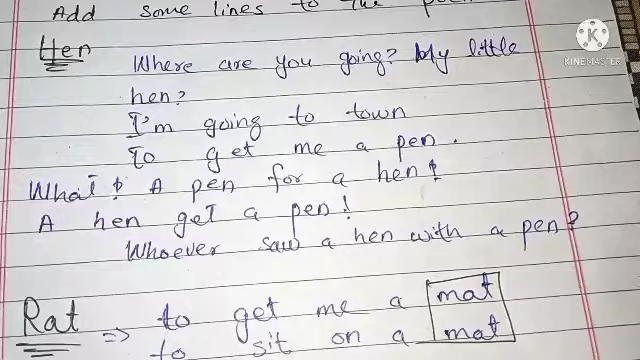 Add some lines to the poem
Hen
Where are you going? My little
hen?
I'm going to town
To get me a pen.
What! A pen for a hen!
A hen get a pen!
Whoever saw a hen with a pen?
Rat => to get me a mat
to sit on a mat
KINEMASTER